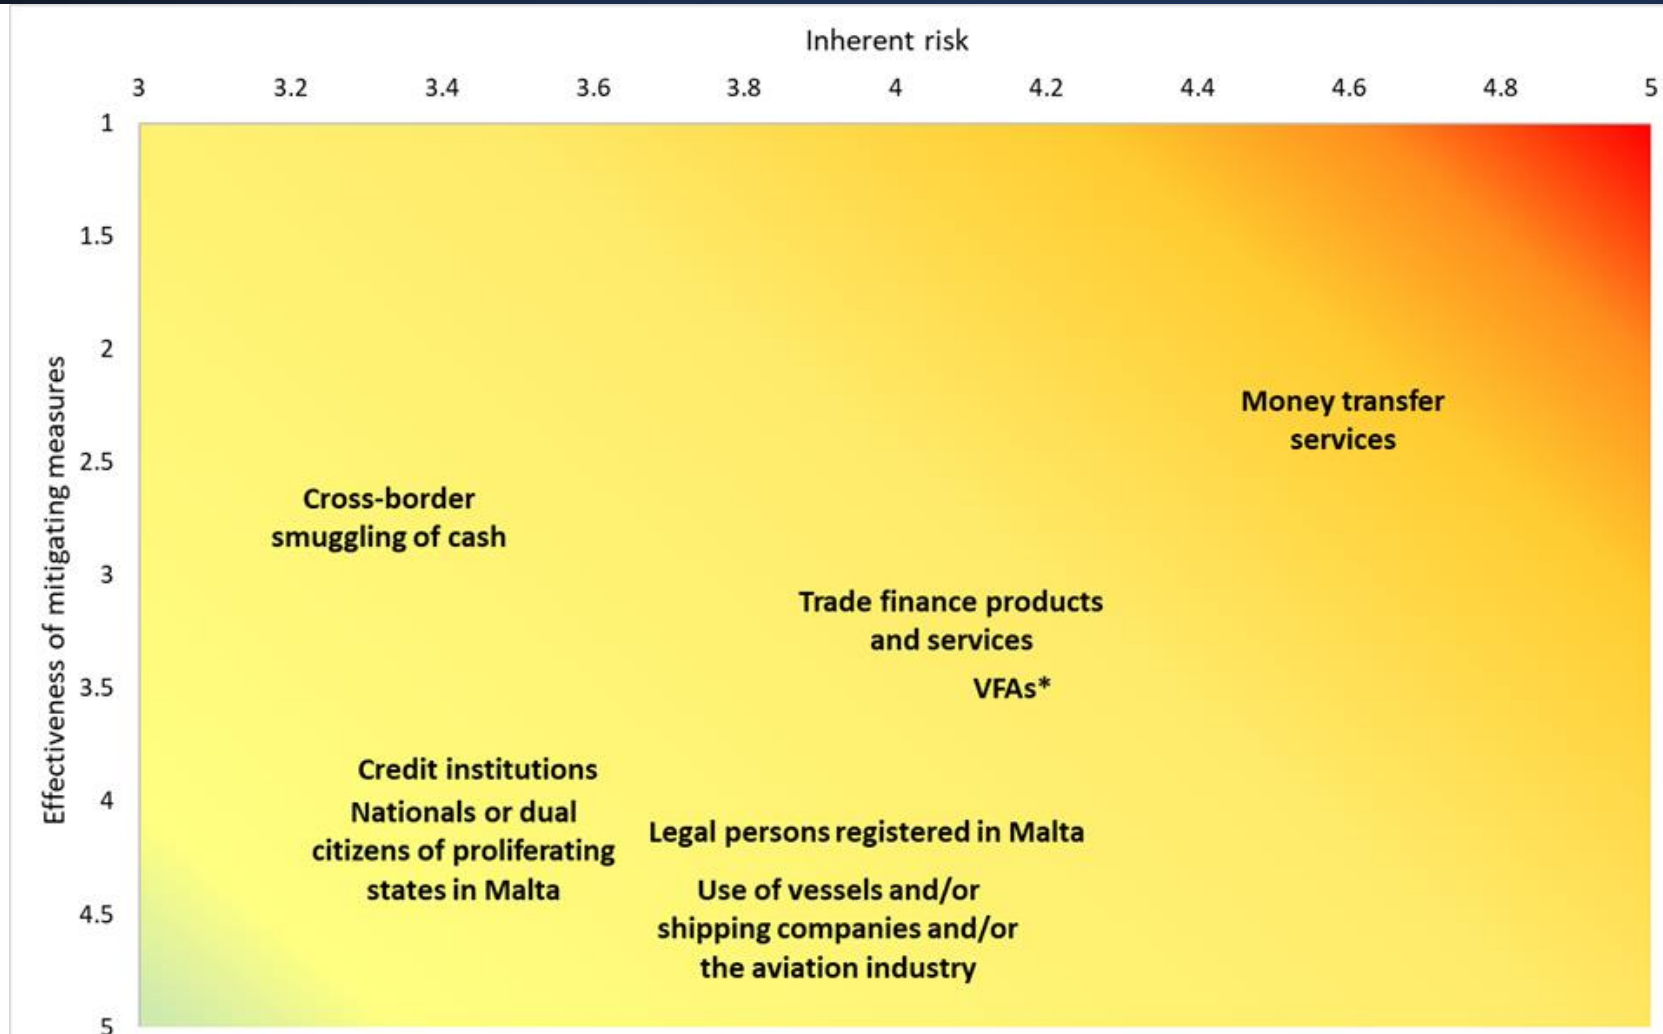 Inherent risk
3 3.2 3.4 3.6 3.8 4 4.2 4.4 4.6 4.8 5
1
1.5
2
2.5
3
3.5
4
4.5
5
Effectiveness of mitigating measures
Money transfer
services
Cross-border
smuggling of cash
Trade finance products
and services
VFAs*
Credit institutions
Nationals or dual
citizens of proliferating
states in Malta
Legal persons registered in Malta
Use of vessels and/or
shipping companies and/or
the aviation industry